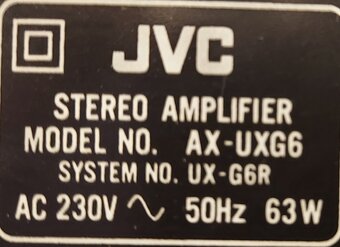 JVC
STEREO AMPLIFIER
MODEL NO. AX-UXG6
SYSTEM NO. UX-G6R
AC 230V ∿ 50Hz 63W